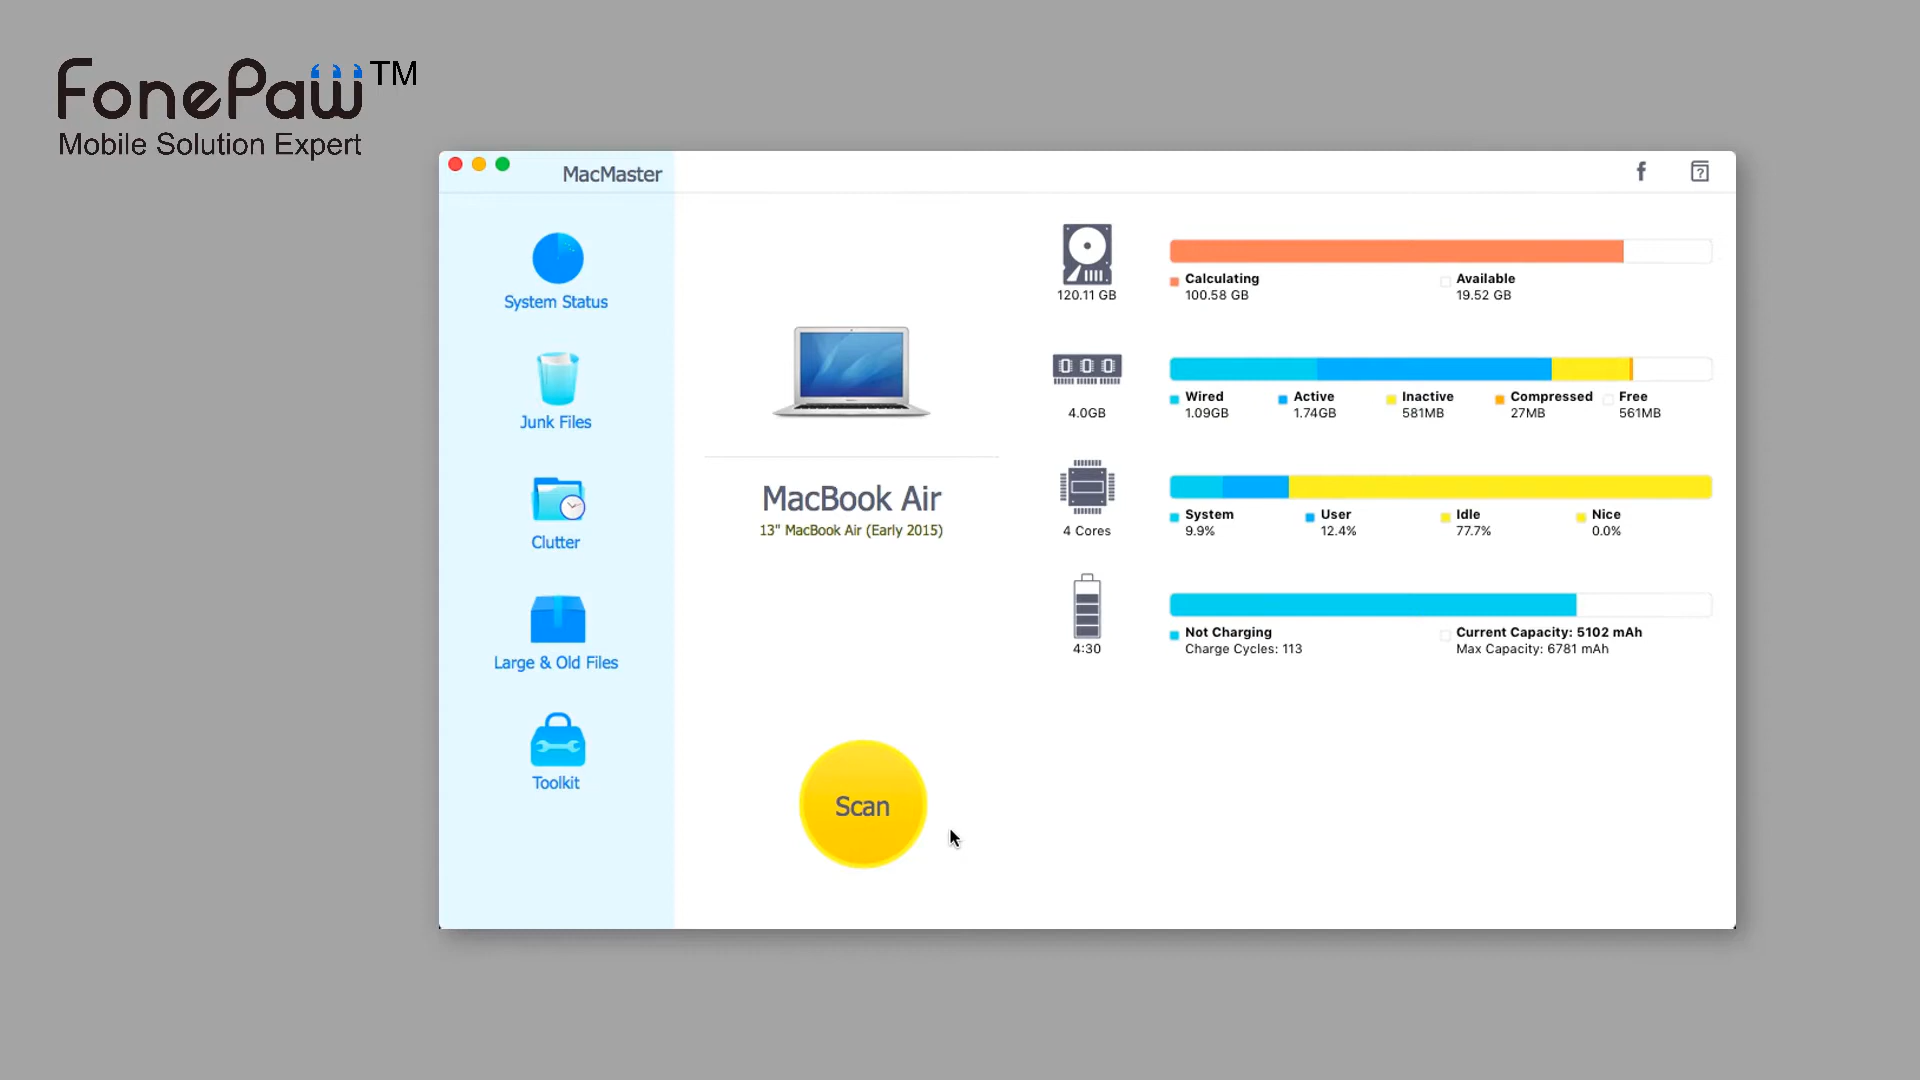 FonePaw™
Mobile Solution Expert
MacMaster
f
?
System Status
Junk Files
Clutter
Large & Old Files
Toolkit
MacBook Air
13" MacBook Air (Early 2015)
Scan
120.11 GB
Calculating
100.58 GB
Available
19.52 GB
4.0GB
Wired
1.09GB
Active
1.74GB
Inactive
581MB
Compressed
27MB
Free
561MB
4 Cores
System
9.9%
User
12.4%
Idle
77.7%
Nice
0.0%
4:30
Not Charging
Charge Cycles: 113
Current Capacity: 5102 mAh
Max Capacity: 6781 mAh